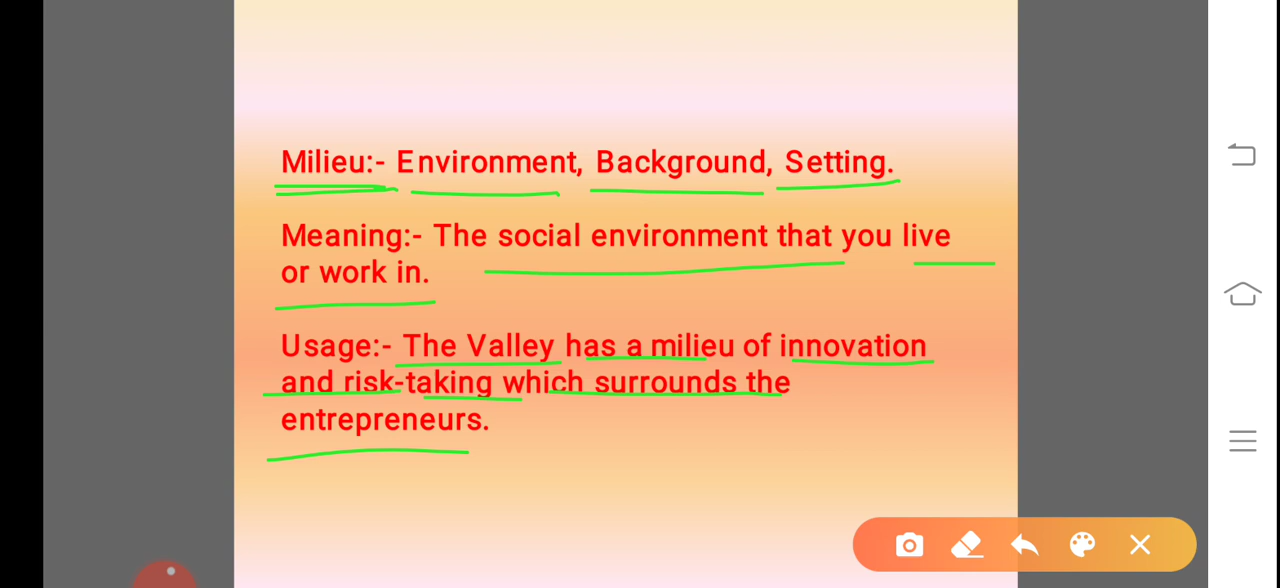 Milieu:- Environment, Background, Setting.
Meaning:- The social environment that you live
or work in.
Usage:- The Valley has a milieu of innovation
and risk-taking which surrounds the
entrepreneurs.